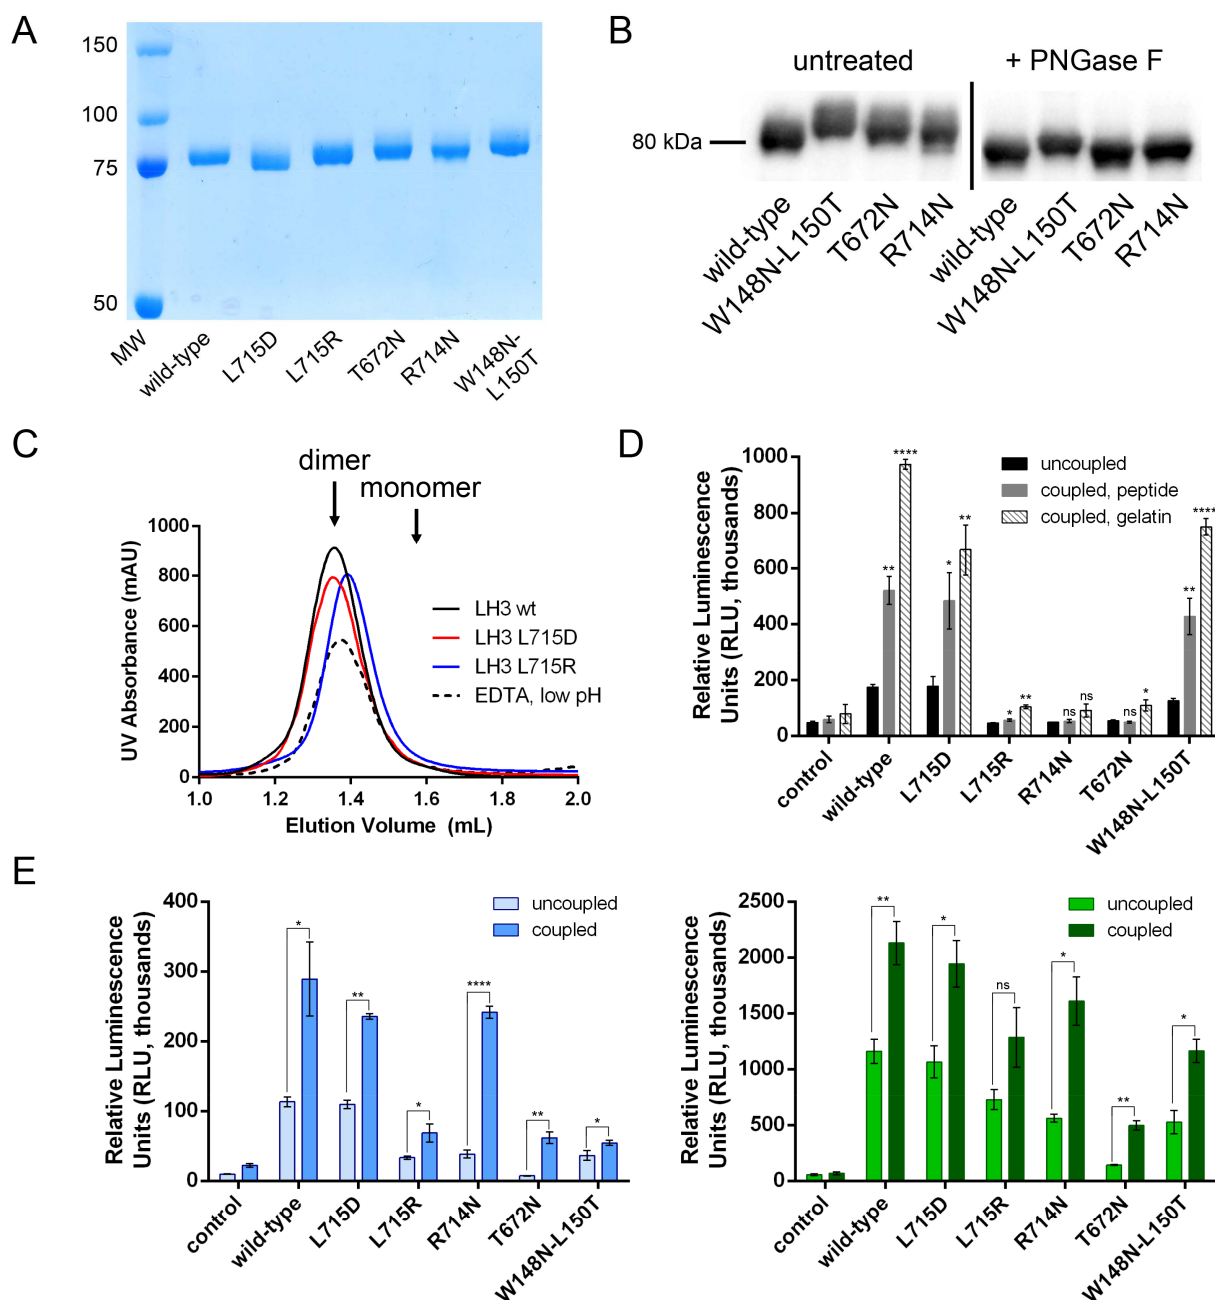 A
150
100
75
50
MW
wild-type
L715D
L715R
T672N
R714N
W148N-
L150T
B
untreated
+ PNGase F
80 kDa
wild-type
W148N-L150T
T672N
R714N
wild-type
W148N-L150T
T672N
R714N
C
dimer
monomer
UV Absorbance (mAU)
1000
800
600
400
200
0
1.0
1.2
1.4
1.6
1.8
2.0
Elution Volume (mL)
LH3 wt
LH3 L715D
LH3 L715R
EDTA, low pH
D
Relative Luminescence
Units (RLU, thousands)
1000
800
600
400
200
0
uncoupled
coupled, peptide
coupled, gelatin
**
****
*
**
*
**
ns
ns
ns
*
**
****
control
wild-type
L715D
L715R
R714N
T672N
W148N-L150T
E
Relative Luminescence
Units (RLU, thousands)
400
300
200
100
0
uncoupled
coupled
*
**
*
****
**
*
control
wild-type
L715D
L715R
R714N
T672N
W148N-L150T
Relative Luminescence
Units (RLU, thousands)
2500
2000
1500
1000
500
0
uncoupled
coupled
**
*
ns
*
**
*
control
wild-type
L715D
L715R
R714N
T672N
W148N-L150T